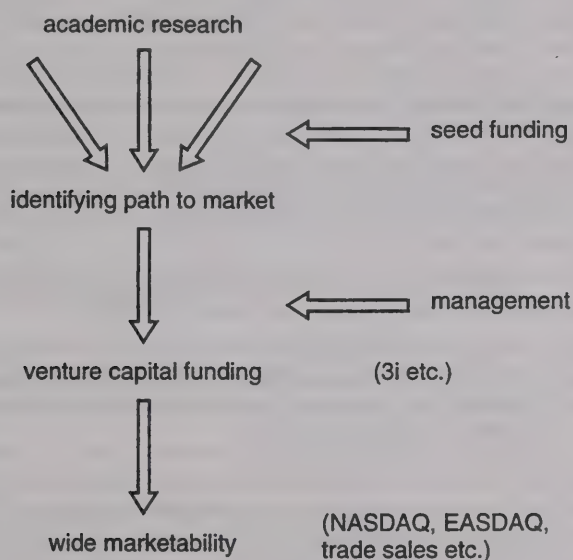 academic research
seed funding
identifying path to market
management
venture capital funding
(3i etc.)
wide marketability
(NASDAQ, EASDAQ,
trade sales etc.)